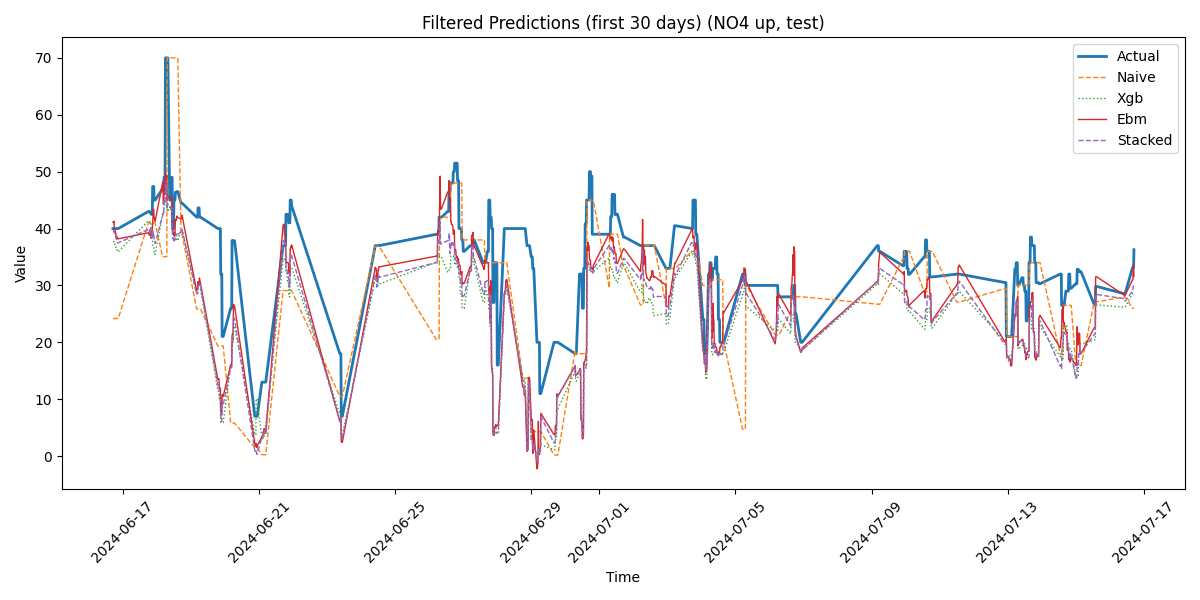 Filtered Predictions (first 30 days) (NO4 up, test)
Value
70
60
50
40
30
20
10
0
Actual
Naive
Xgb
Ebm
Stacked
2024-06-17
2024-06-21
2024-06-25
2024-06-29
2024-07-01
2024-07-05
2024-07-09
2024-07-13
2024-07-17
Time